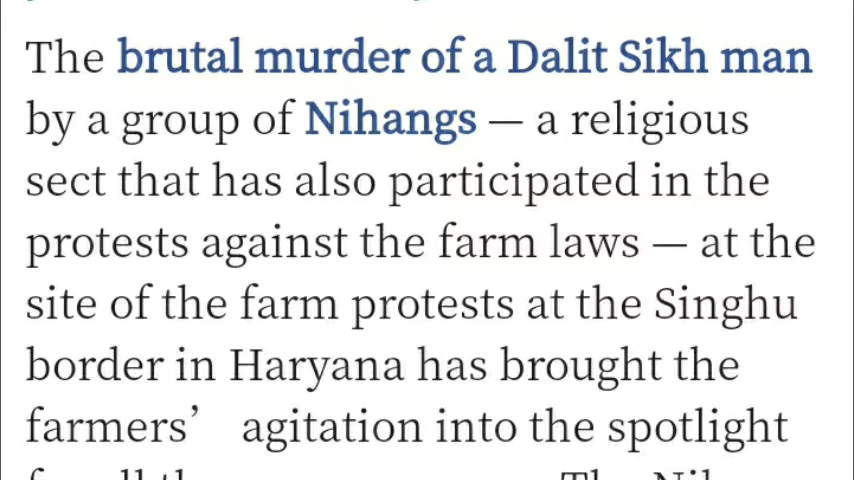 The brutal murder of a Dalit Sikh man
by a group of Nihangs — a religious
sect that has also participated in the
protests against the farm laws — at the
site of the farm protests at the Singhu
border in Haryana has brought the
farmers’ agitation into the spotlight